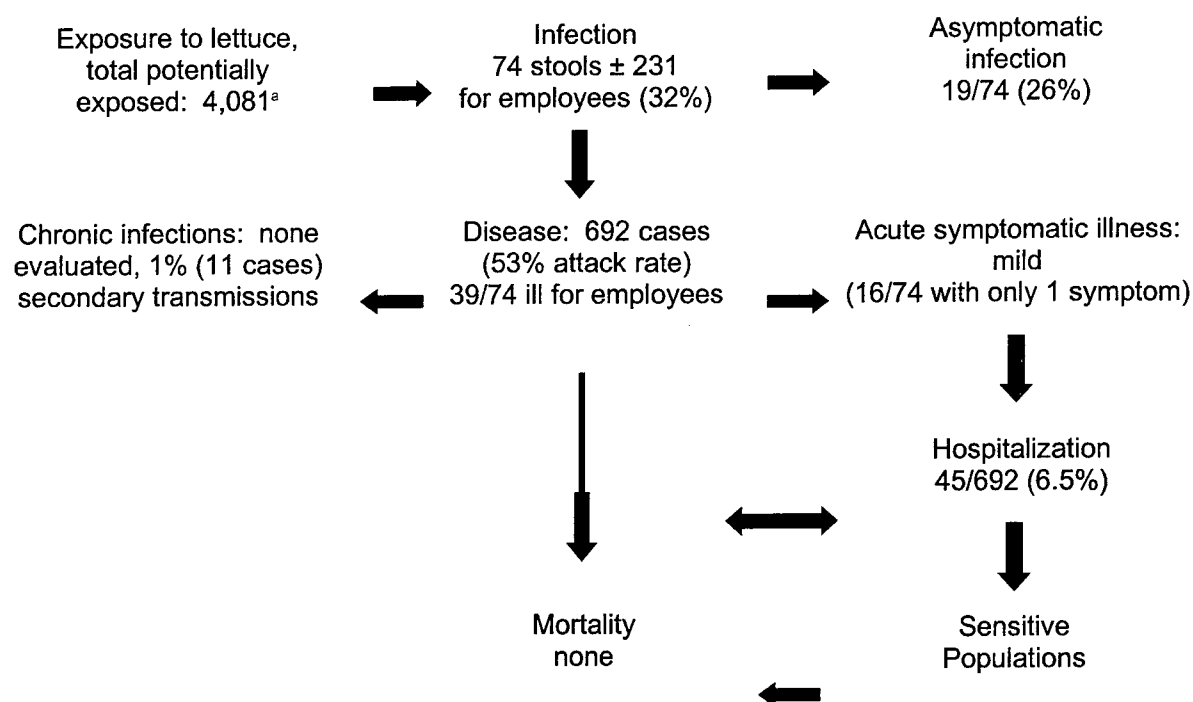 Exposure to lettuce,
total potentially
exposed: 4,081ª
Infection
74 stools ± 231
for employees (32%)
Asymptomatic
infection
19/74 (26%)
Chronic infections: none
evaluated, 1% (11 cases)
secondary transmissions
Disease: 692 cases
(53% attack rate)
39/74 ill for employees
Acute symptomatic illness:
mild
(16/74 with only 1 symptom)
Hospitalization
45/692 (6.5%)
Mortality
none
Sensitive
Populations